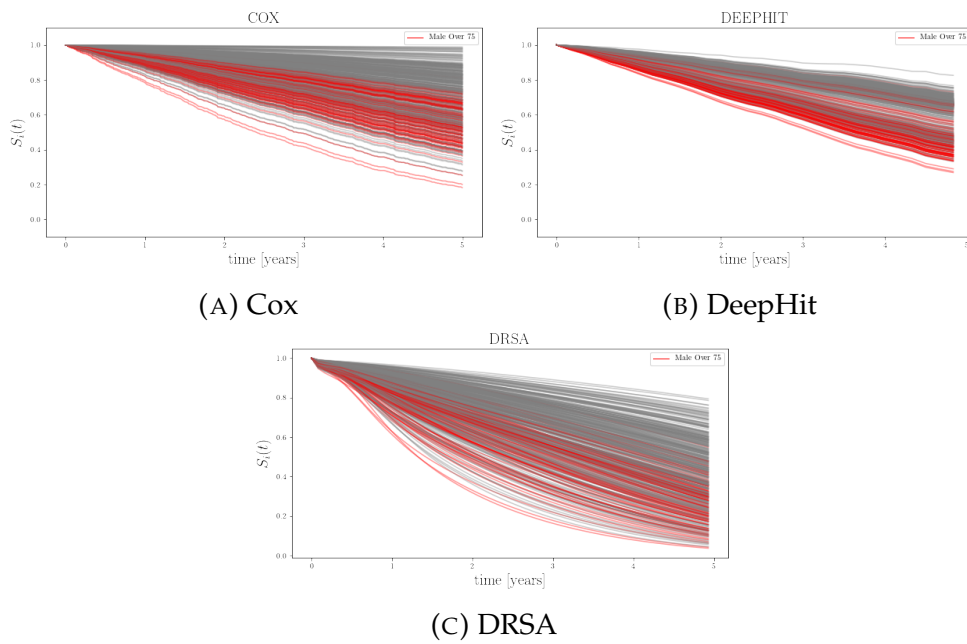 COX
Male Over 75
1.0
0.8
0.6
0.4
0.2
0.0
S_i(t)
0 1 2 3 4 5
time [years]
(A) Cox
DEEPHIT
Male Over 75
1.0
0.8
0.6
0.4
0.2
0.0
S_i(t)
0 1 2 3 4 5
time [years]
(B) DeepHit
DRSA
Male Over 75
1.0
0.8
0.6
0.4
0.2
0.0
S_i(t)
0 1 2 3 4 5
time [years]
(C) DRSA